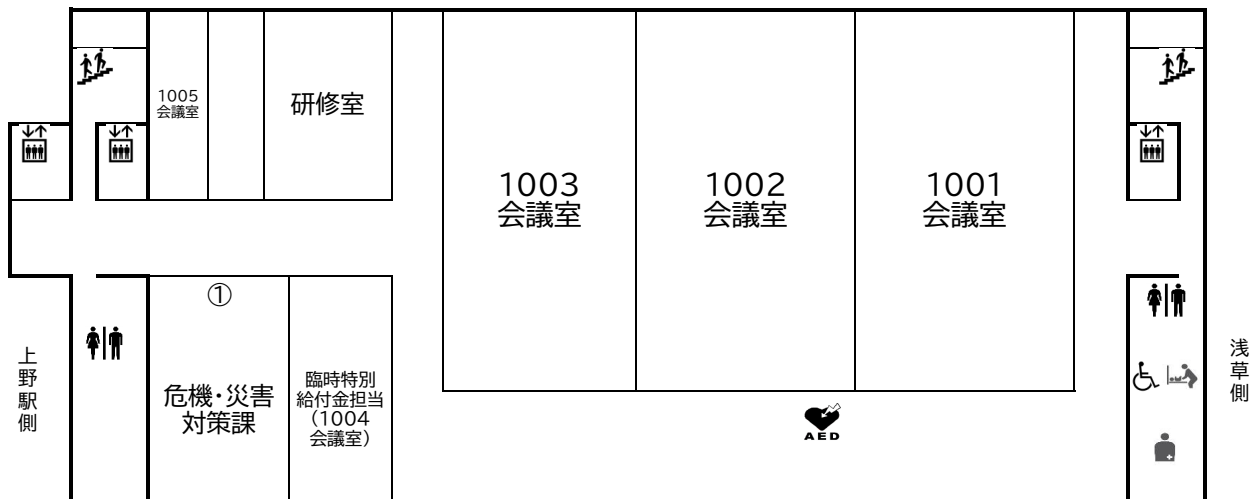 1005
会議室
研修室
1003
会議室
1002
会議室
1001
会議室
①
危機・災害
対策課
臨時特別
給付金担当
(1004
会議室)
上野駅側
浅草側
AED